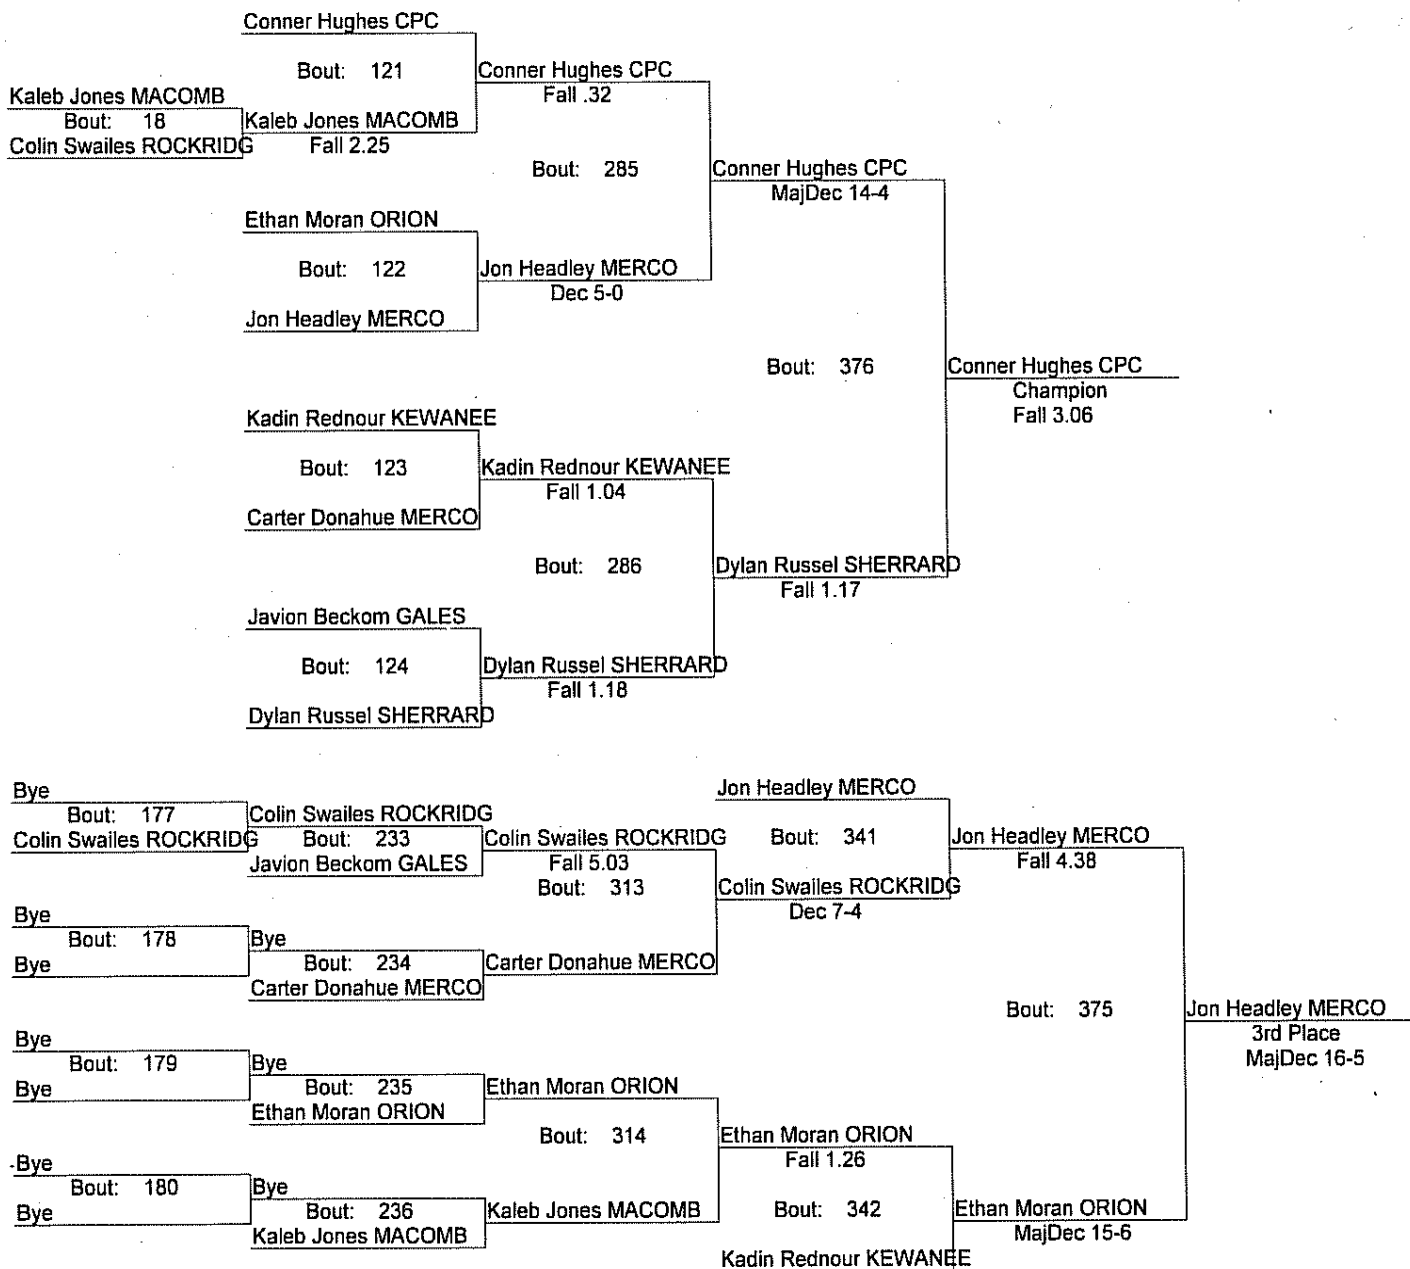 Conner Hughes CPC
Bout: 121
Conner Hughes CPC
Fall .32
Kaleb Jones MACOMB
Bout: 18
Colin Swailes ROCKRIDG
Kaleb Jones MACOMB
Fall 2.25
Bout: 285
Conner Hughes CPC
MajDec 14-4
Ethan Moran ORION
Bout: 122
Jon Headley MERCO
Dec 5-0
Jon Headley MERCO
Bout: 376
Conner Hughes CPC
Champion
Fall 3.06
Kadin Rednour KEWANEE
Bout: 123
Kadin Rednour KEWANEE
Fall 1.04
Carter Donahue MERCO
Bout: 286
Dylan Russel SHERRARD
Fall 1.17
Javion Beckom GALES
Bout: 124
Dylan Russel SHERRARD
Fall 1.18
Dylan Russel SHERRARD
Bye
Bout: 177
Colin Swailes ROCKRIDG
Colin Swailes ROCKRIDG
Bout: 233
Javion Beckom GALES
Colin Swailes ROCKRIDG
Fall 5.03
Bout: 313
Jon Headley MERCO
Bout: 341
Colin Swailes ROCKRIDG
Dec 7-4
Jon Headley MERCO
Fall 4.38
Bye
Bout: 178
Bye
Bye
Bout: 234
Carter Donahue MERCO
Carter Donahue MERCO
Bout: 375
Jon Headley MERCO
3rd Place
MajDec 16-5
Bye
Bout: 179
Bye
Bye
Bout: 235
Ethan Moran ORION
Ethan Moran ORION
Bout: 314
Ethan Moran ORION
Fall 1.26
Bye
Bout: 180
Bye
Bye
Bout: 236
Kaleb Jones MACOMB
Kaleb Jones MACOMB
Bout: 342
Kadin Rednour KEWANEE
Ethan Moran ORION
MajDec 15-6